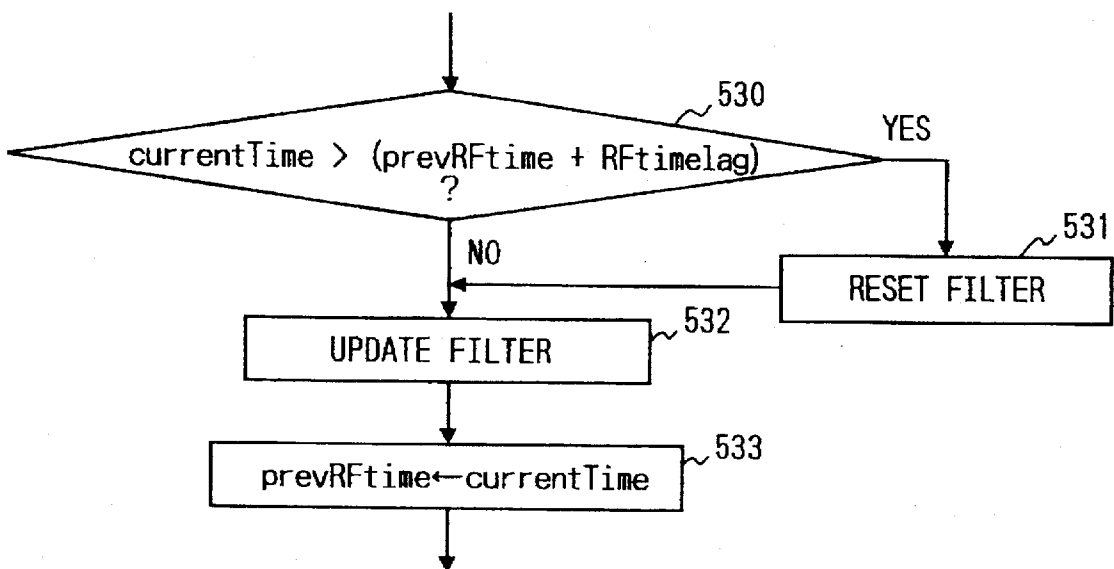 530
currentTime > (prevRFtime + RFtimelag)
?
YES
NO
531
RESET FILTER
532
UPDATE FILTER
533
prevRFtime←currentTime